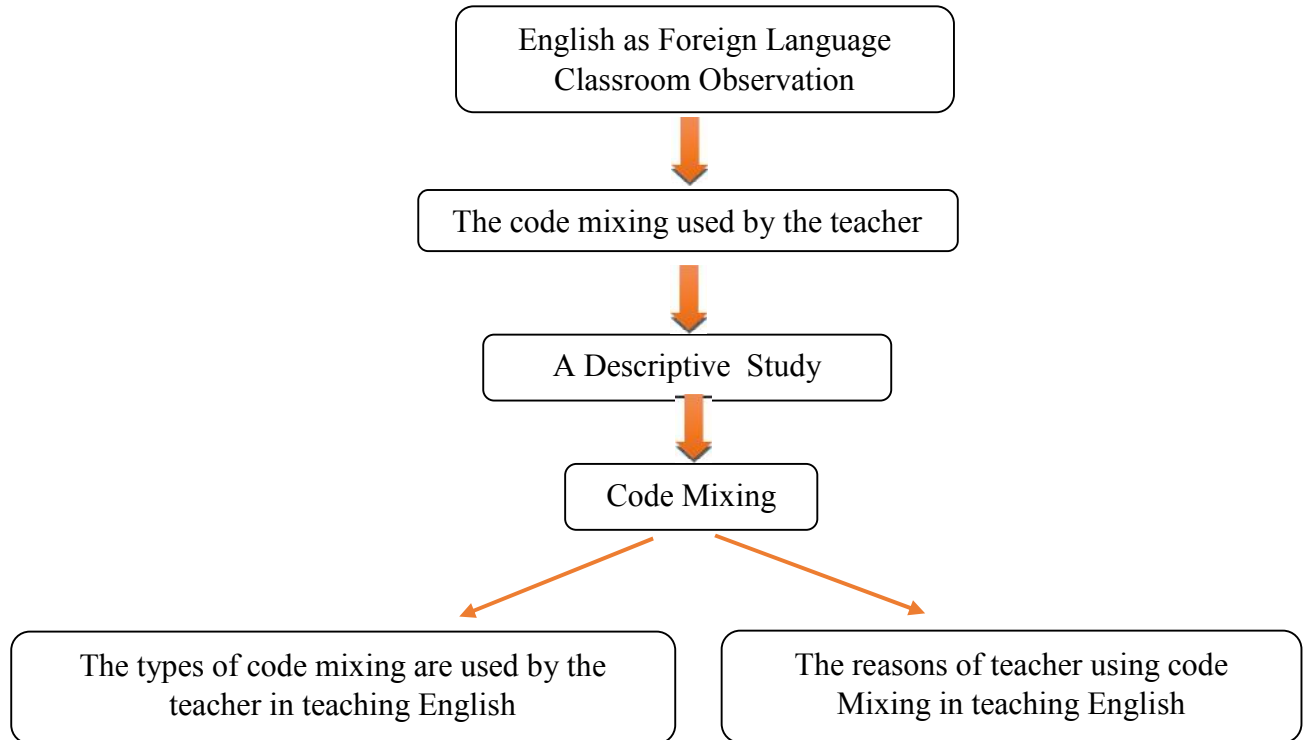 English as Foreign Language
Classroom Observation
The code mixing used by the teacher
A Descriptive  Study
Code Mixing
The types of code mixing are used by the
teacher in teaching English
The reasons of teacher using code
Mixing in teaching English